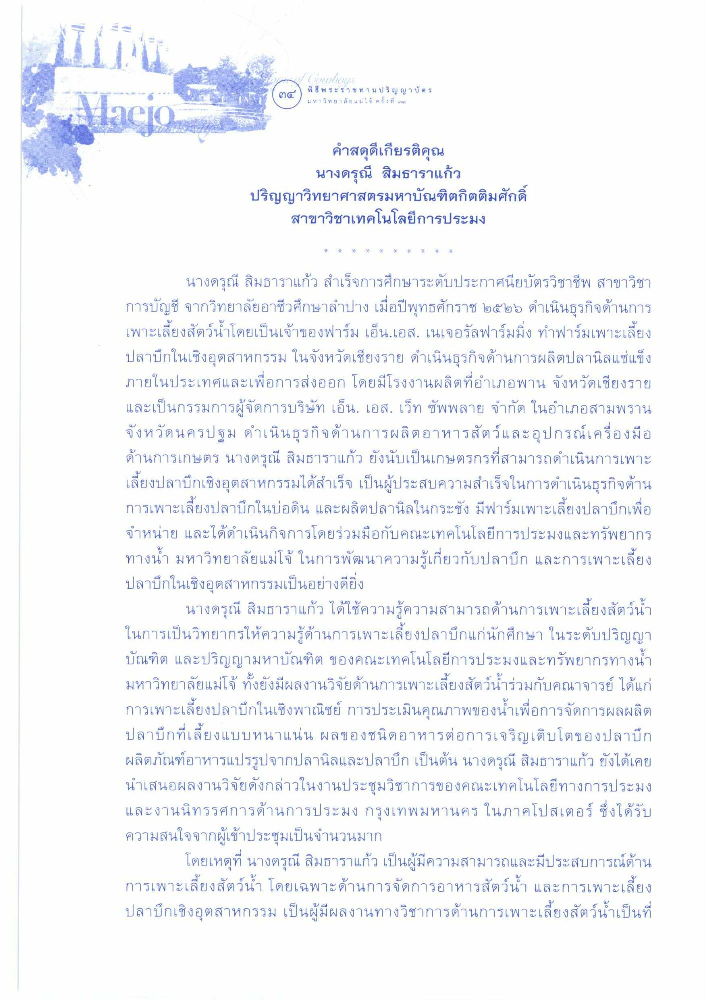 Home of Cowboys
๓๔
พิธีพระราชทานปริญญาบัตร
มหาวิทยาลัยแม่โจ้ ครั้งที่ ๓๑
Maejo
university
คำสดุดีเกียรติคุณ
นางดรุณี สิมธาราแก้ว
ปริญญาวิทยาศาสตรมหาบัณฑิตกิตติมศักดิ์
สาขาวิชาเทคโนโลยีการประมง
* * * * * * * * * *
นางดรุณี สิมธาราแก้ว สำเร็จการศึกษาระดับประกาศนียบัตรวิชาชีพ สาขาวิชา
การบัญชี จากวิทยาลัยอาชีวศึกษาลำปาง เมื่อปีพุทธศักราช ๒๕๒๖ ดำเนินธุรกิจด้านการ
เพาะเลี้ยงสัตว์น้ำโดยเป็นเจ้าของฟาร์ม เอ็น.เอส. เนเจอรัลฟาร์มมิ่ง ทำฟาร์มเพาะเลี้ยง
ปลาบึกในเชิงอุตสาหกรรม ในจังหวัดเชียงราย ดำเนินธุรกิจด้านการผลิตปลานิลแช่แข็ง
ภายในประเทศและเพื่อการส่งออก โดยมีโรงงานผลิตที่อำเภอพาน จังหวัดเชียงราย
และเป็นกรรมการผู้จัดการบริษัท เอ็น. เอส. เว็ท ซัพพลาย จำกัด ในอำเภอสามพราน
จังหวัดนครปฐม ดำเนินธุรกิจด้านการผลิตอาหารสัตว์และอุปกรณ์เครื่องมือ
ด้านการเกษตร นางดรุณี สิมธาราแก้ว ยังนับเป็นเกษตรกรที่สามารถดำเนินการเพาะ
เลี้ยงปลาบึกเชิงอุตสาหกรรมได้สำเร็จ เป็นผู้ประสบความสำเร็จในการดำเนินธุรกิจด้าน
การเพาะเลี้ยงปลาบึกในบ่อดิน และผลิตปลานิลในกระชัง มีฟาร์มเพาะเลี้ยงปลาบึกเพื่อ
จำหน่าย และได้ดำเนินกิจการโดยร่วมมือกับคณะเทคโนโลยีการประมงและทรัพยากร
ทางน้ำ มหาวิทยาลัยแม่โจ้ ในการพัฒนาความรู้เกี่ยวกับปลาบึก และการเพาะเลี้ยง
ปลาบึกในเชิงอุตสาหกรรมเป็นอย่างดียิ่ง
นางดรุณี สิมธาราแก้ว ได้ใช้ความรู้ความสามารถด้านการเพาะเลี้ยงสัตว์น้ำ
ในการเป็นวิทยากรให้ความรู้ด้านการเพาะเลี้ยงปลาบึกแก่นักศึกษา ในระดับปริญญา
บัณฑิต และปริญญามหาบัณฑิต ของคณะเทคโนโลยีการประมงและทรัพยากรทางน้ำ
มหาวิทยาลัยแม่โจ้ ทั้งยังมีผลงานวิจัยด้านการเพาะเลี้ยงสัตว์น้ำร่วมกับคณาจารย์ ได้แก่
การเพาะเลี้ยงปลาบึกในเชิงพาณิชย์ การประเมินคุณภาพของน้ำเพื่อการจัดการผลผลิต
ปลาบึกที่เลี้ยงแบบหนาแน่น ผลของชนิดอาหารต่อการเจริญเติบโตของปลาบึก
ผลิตภัณฑ์อาหารแปรรูปจากปลานิลและปลาบึก เป็นต้น นางดรุณี สิมธาราแก้ว ยังได้เคย
นำเสนอผลงานวิจัยดังกล่าวในงานประชุมวิชาการของคณะเทคโนโลยีทางการประมง
และงานนิทรรศการด้านการประมง กรุงเทพมหานคร ในภาคโปสเตอร์ ซึ่งได้รับ
ความสนใจจากผู้เข้าประชุมเป็นจำนวนมาก
โดยเหตุที่ นางดรุณี สิมธาราแก้ว เป็นผู้มีความสามารถและมีประสบการณ์ด้าน
การเพาะเลี้ยงสัตว์น้ำ โดยเฉพาะด้านการจัดการอาหารสัตว์น้ำ และการเพาะเลี้ยง
ปลาบึกเชิงอุตสาหกรรม เป็นผู้มีผลงานทางวิชาการด้านการเพาะเลี้ยงสัตว์น้ำเป็นที่